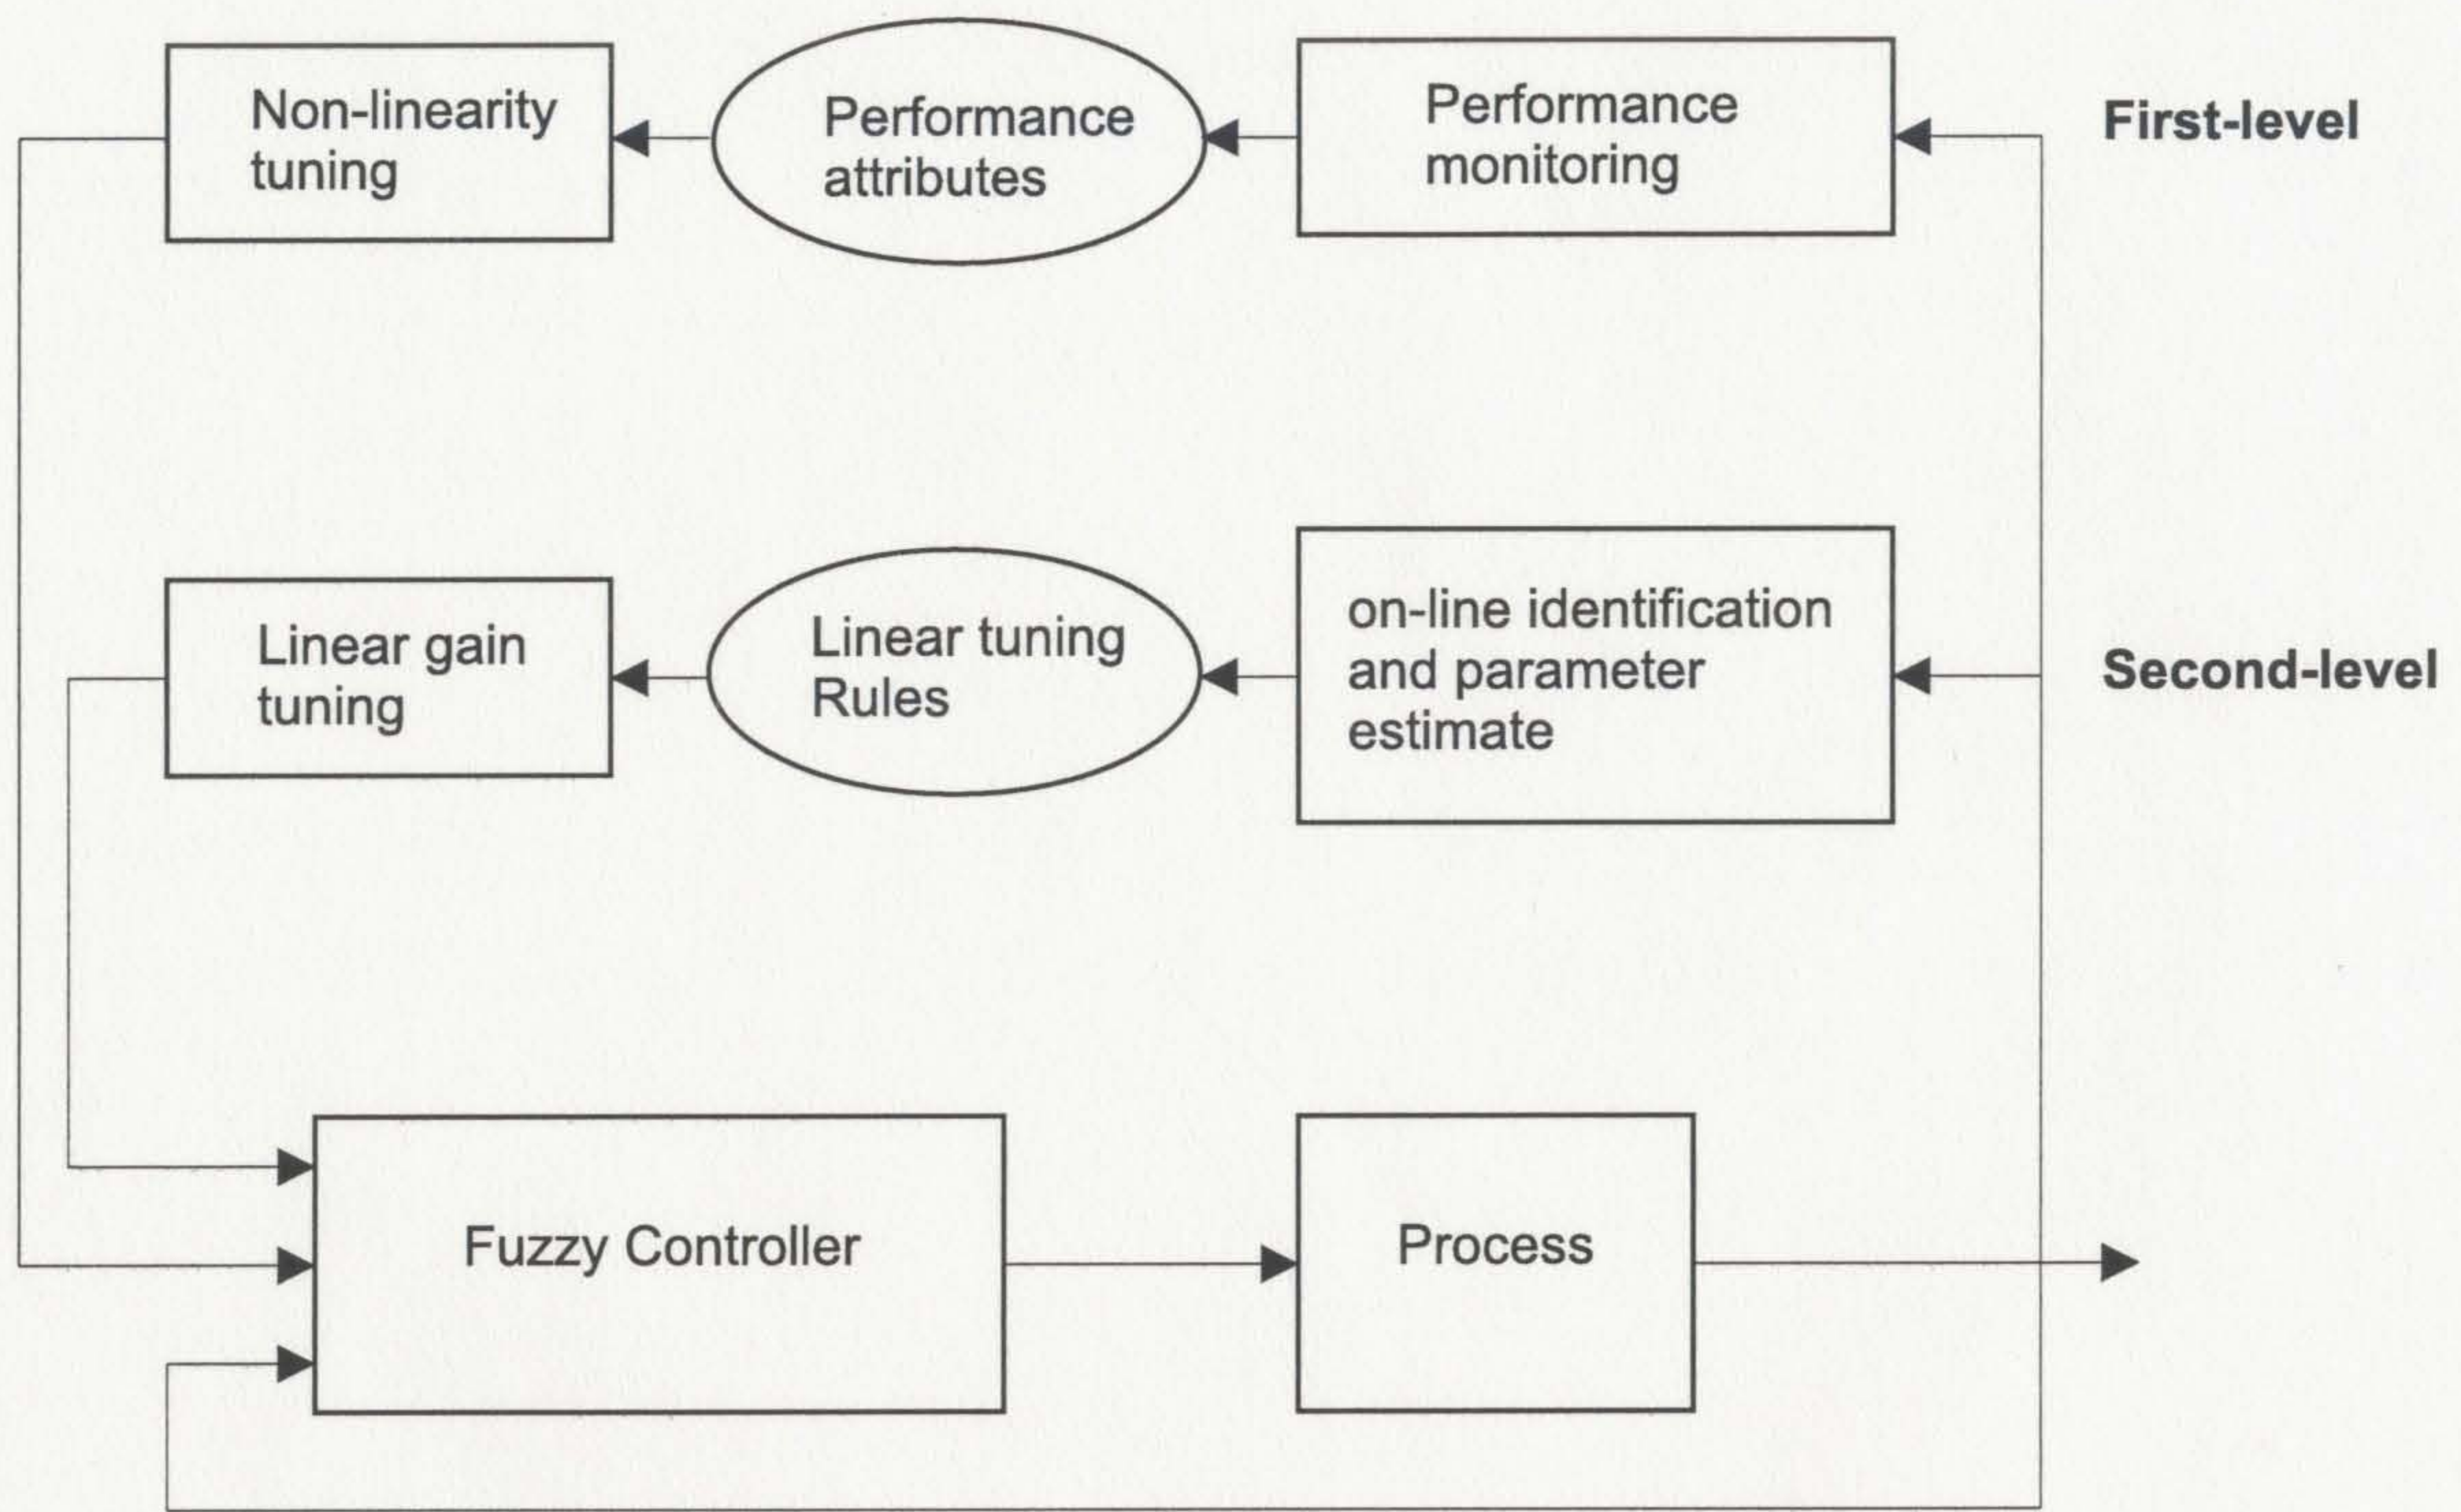 Non-linearity
tuning
Performance
attributes
Performance
monitoring
First-level
Linear gain
tuning
Linear tuning
Rules
on-line identification
and parameter
estimate
Second-level
Fuzzy Controller
Process